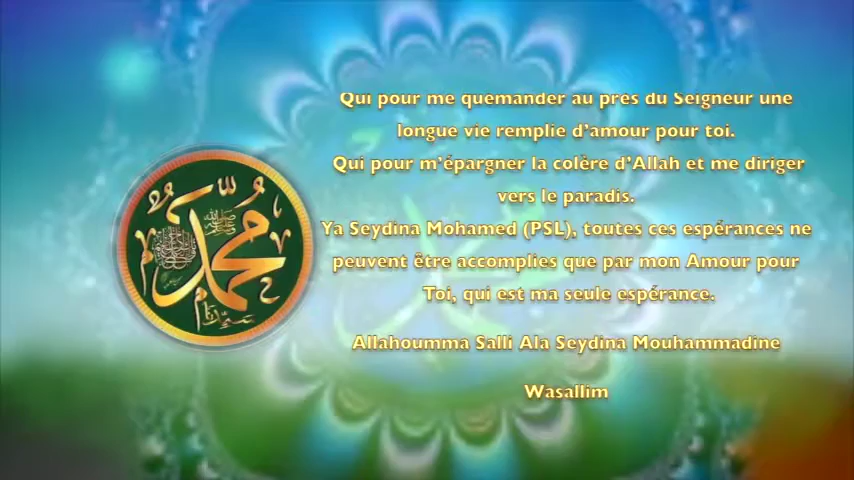 محمد
سيدنا
Qui pour me quémander au près du Seigneur une
longue vie remplie d’amour pour toi.
Qui pour m’épargner la colère d’Allah et me diriger
vers le paradis.
Ya Seydina Mohamed (PSL), toutes ces espérances ne
peuvent être accomplies que par mon Amour pour
Toi, qui est ma seule espérance.
Allahoumma Salli Ala Seydina Mouhammadine
Wasallim